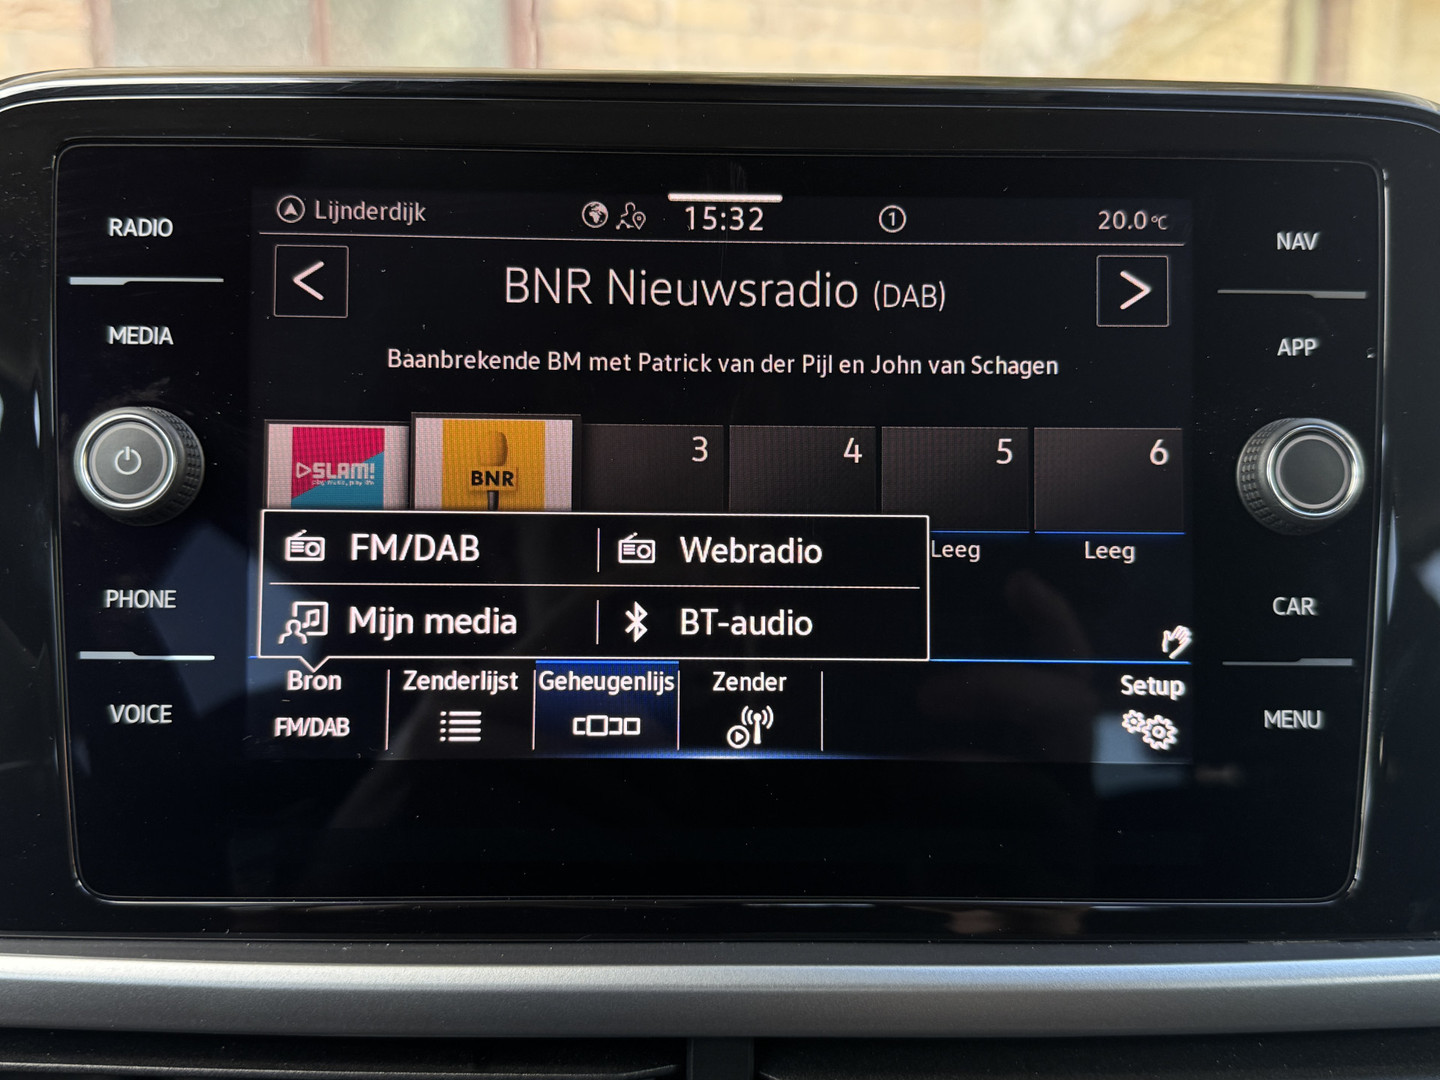 RADIO
MEDIA
PHONE
VOICE
Lijnderdijk
15:32
1
20.0°C
<
BNR Nieuwsradio (DAB)
>
Baanbrekende BM met Patrick van der Pijl en John van Schagen
SLAM!
BNR
3
4
5
6
Leeg
Leeg
FM/DAB
Webradio
Mijn media
BT-audio
Bron
FM/DAB
Zenderlijst
Geheugenlijs
Zender
Setup
NAV
APP
CAR
MENU